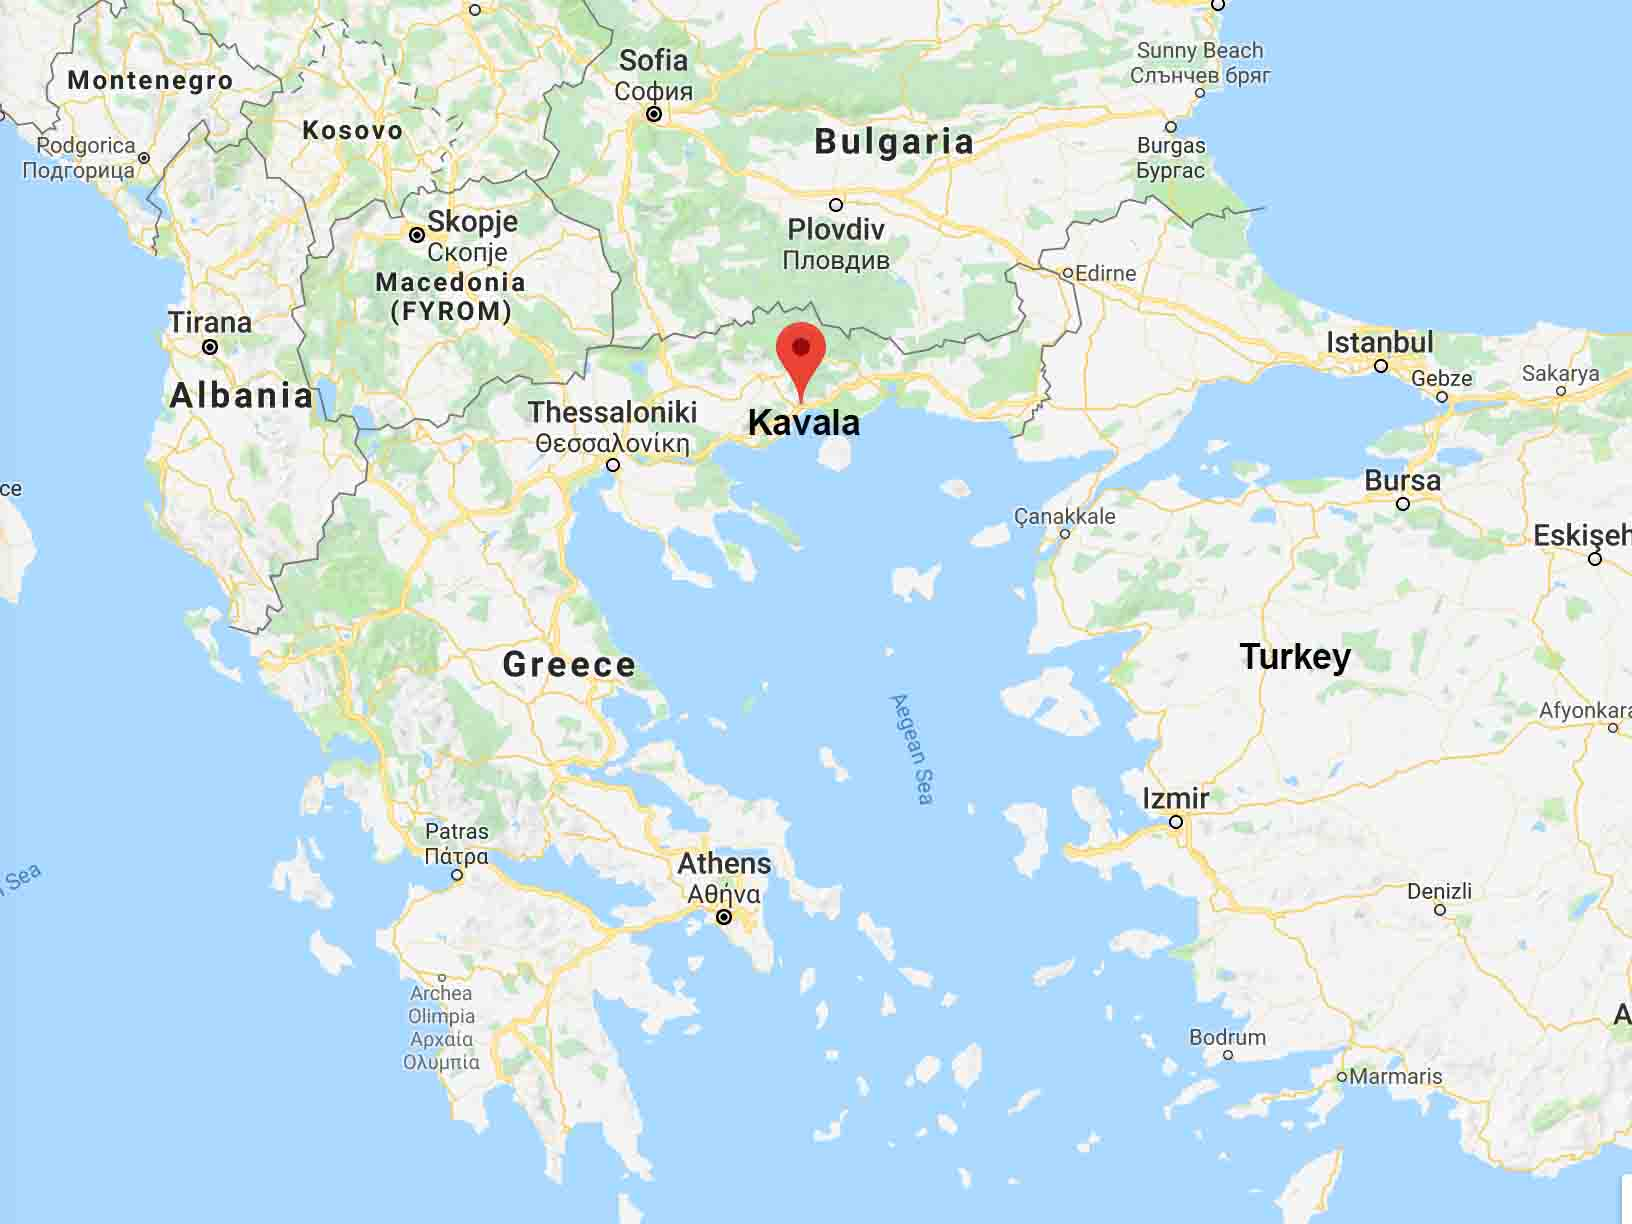 Montenegro
Kosovo
Podgorica
Подгорица
Sofia
София
Bulgaria
Sunny Beach
Слънчев бряг
Burgas
Бургас
Skopje
Скопје
Macedonia
(FYROM)
Plovdiv
Пловдив
Edirne
Tirana
Albania
Istanbul
Gebze
Sakarya
Thessaloniki
Θεσσαλονίκη
Kavala
Bursa
Çanakkale
Eskişeh
ce
Greece
Turkey
Aegean Sea
Afyonkara
Izmir
Patras
Πάτρα
Athens
Αθήνα
Sea
Denizli
Archea
Olimpia
Αρχαία
Ολυμπία
A
Bodrum
Marmaris